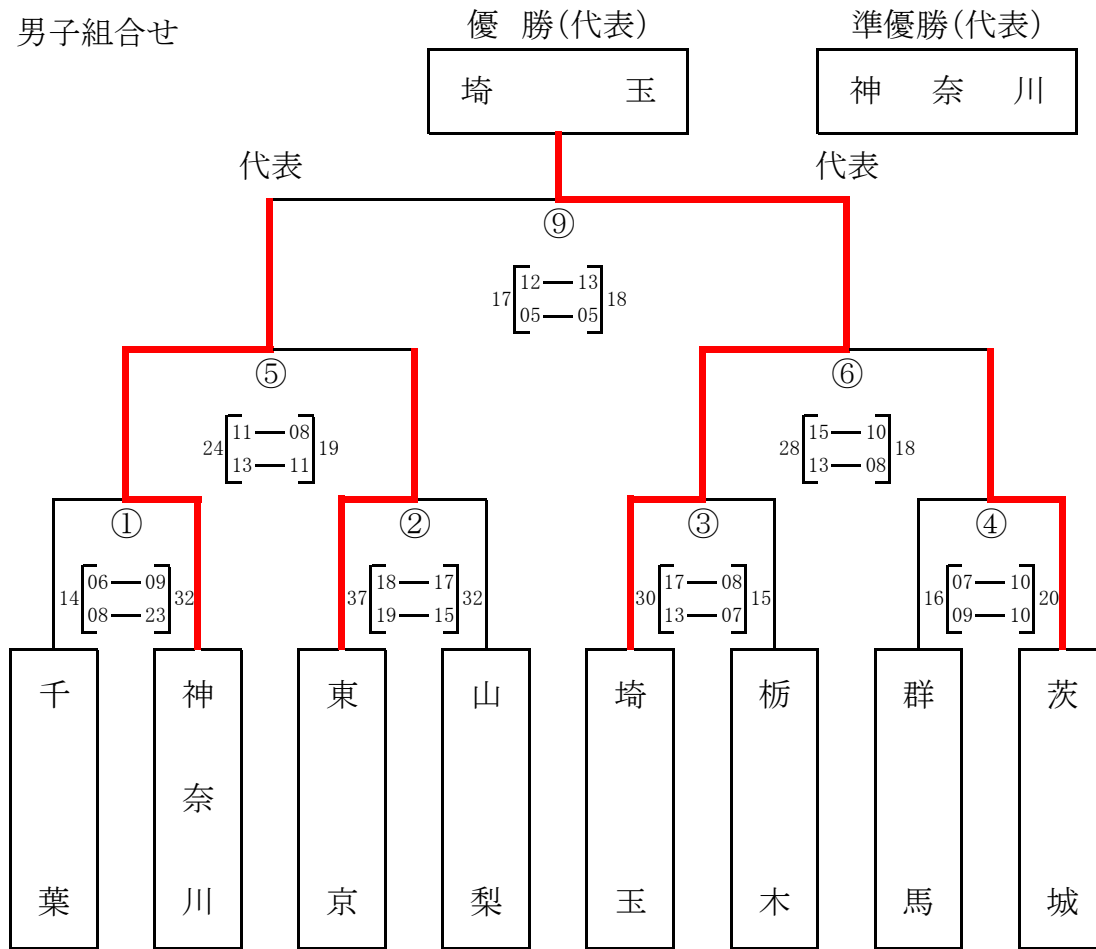 男子組合せ
優 勝(代表) 準優勝(代表)
埼 玉 神 奈 川
代表 代表
⑨
12 13
17 18
05 05
⑤ ⑥
11 08 15 10
24 19 28 18
13 11 13 08
① ② ③ ④
06 09 18 17 17 08 07 10
14 32 37 32 30 15 16 20
08 23 19 15 13 07 09 10
千葉 神奈川 東京 山梨 埼玉 栃木 群馬 茨城